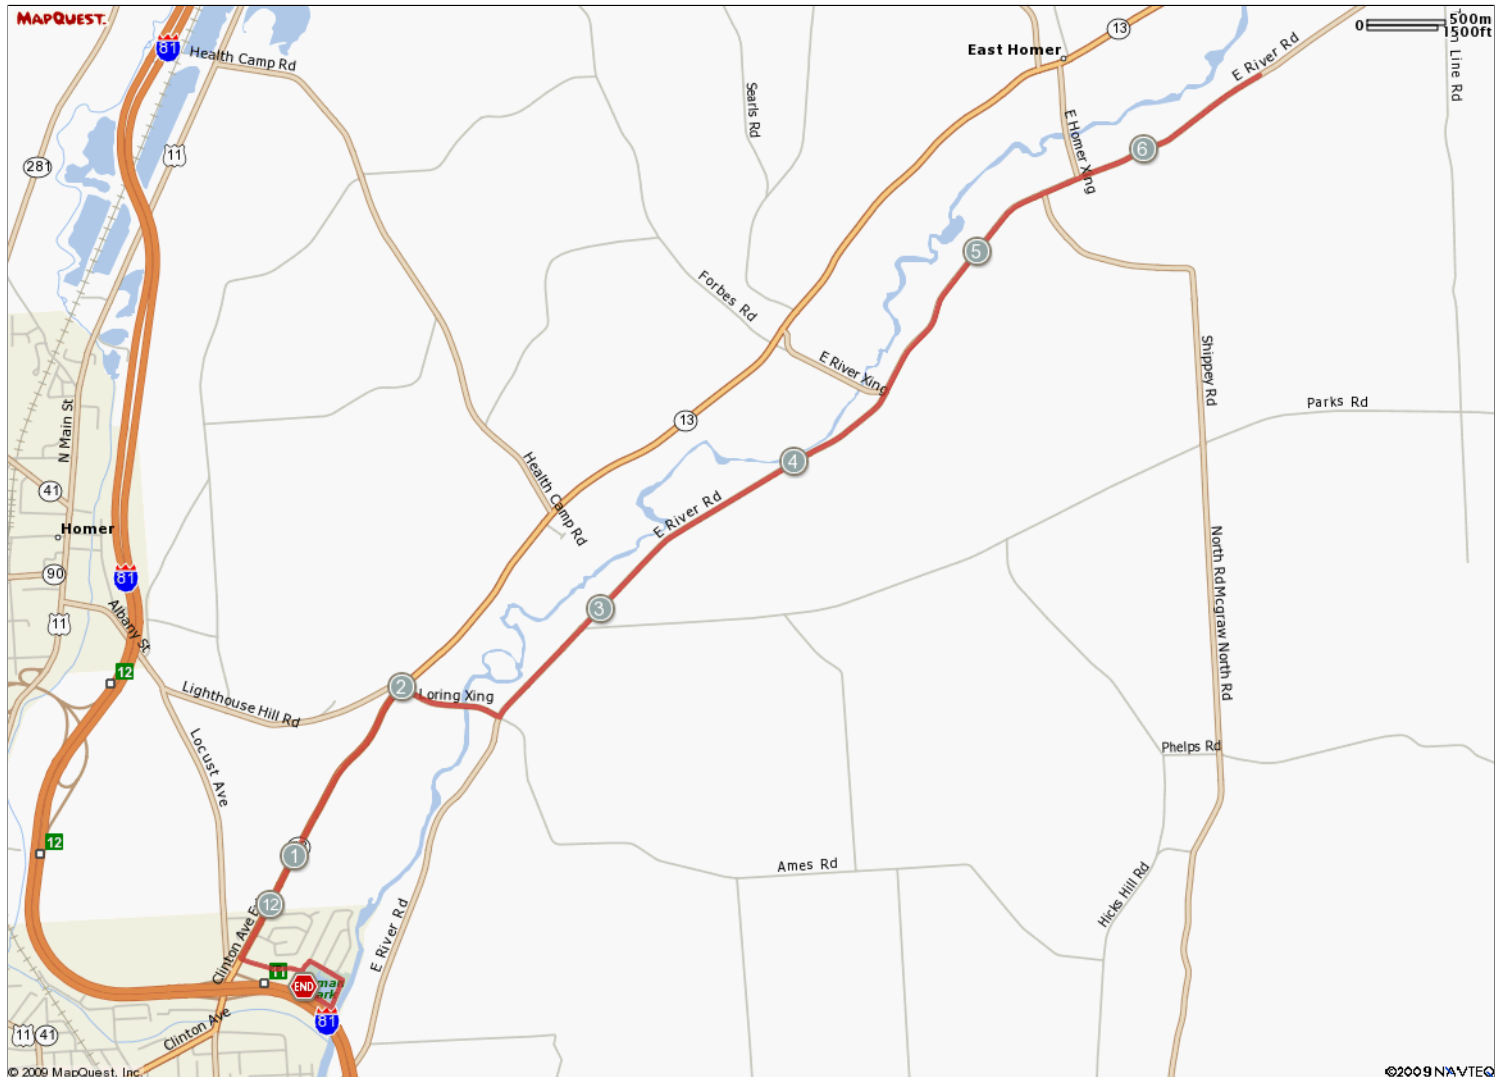 MAPQUEST.
81
Health Camp Rd
11
281
East Homer
13
0
500m
1500ft
Line Rd
E River Rd
Searls Rd
E Homer Xing
6
5
Forbes Rd
E River Xing
13
Shippey Rd
Parks Rd
N Main St
41
Homer
90
81
11
Albany St
12
Health Camp Rd
E River Rd
4
3
2
Loring Xing
Lighthouse Hill Rd
Locust Ave
North Rd
Mcgraw North Rd
Phelps Rd
12
1
12
Clinton Ave
Ames Rd
Hicks Hill Rd
E River Rd
11
END
81
11
41
Clinton Ave
© 2009 MapQuest, Inc.
©2009 NAVTEQ